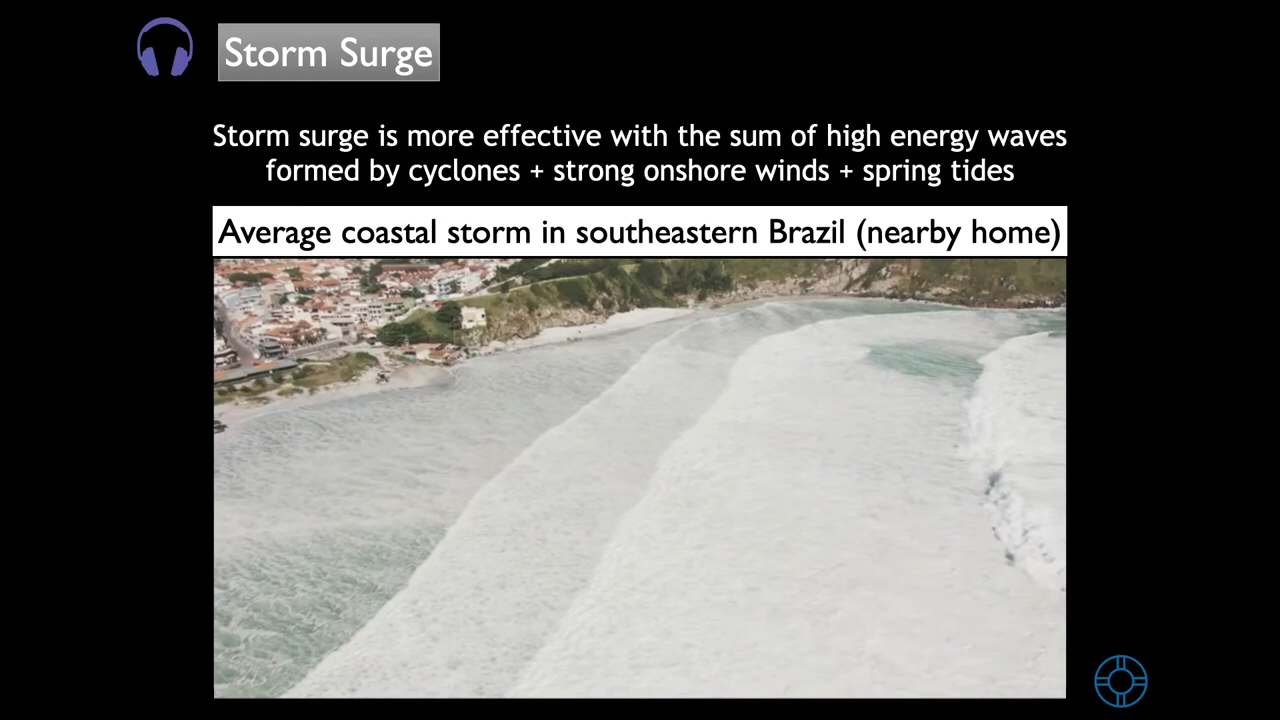 Storm Surge
Storm surge is more effective with the sum of high energy waves
formed by cyclones + strong onshore winds + spring tides
Average coastal storm in southeastern Brazil (nearby home)